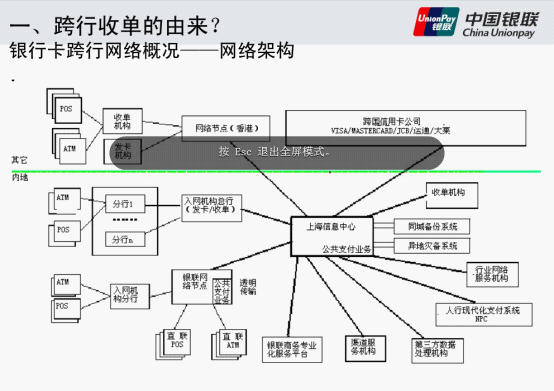 一、跨行收单的由来?
UnionPay
银联
中国银联
China Unionpay
银行卡跨行网络概况——网络架构
POS
ATM
收单
机构
发卡机构
网络节点(香港)
跨国信用卡公司
VISA/MASTERCARD/JCB/运通/大莱
按 Esc 退出全屏模式。
其它
内地
ATM
POS
分行1
分行n
入网机构总行
(发卡/收单)
上海信息中心
公共支付业务
收单机构
同城备份系统
异地灾备系统
行业网络
服务机构
人行现代化支付系统
NPC
第三方数据
处理机构
渠道服
务机构
银联商务专业
化服务平台
ATM
POS
入网机
构分行
银联网
络节点
公共
支付
业务
透明
传输
直 联
POS
直 联
ATM